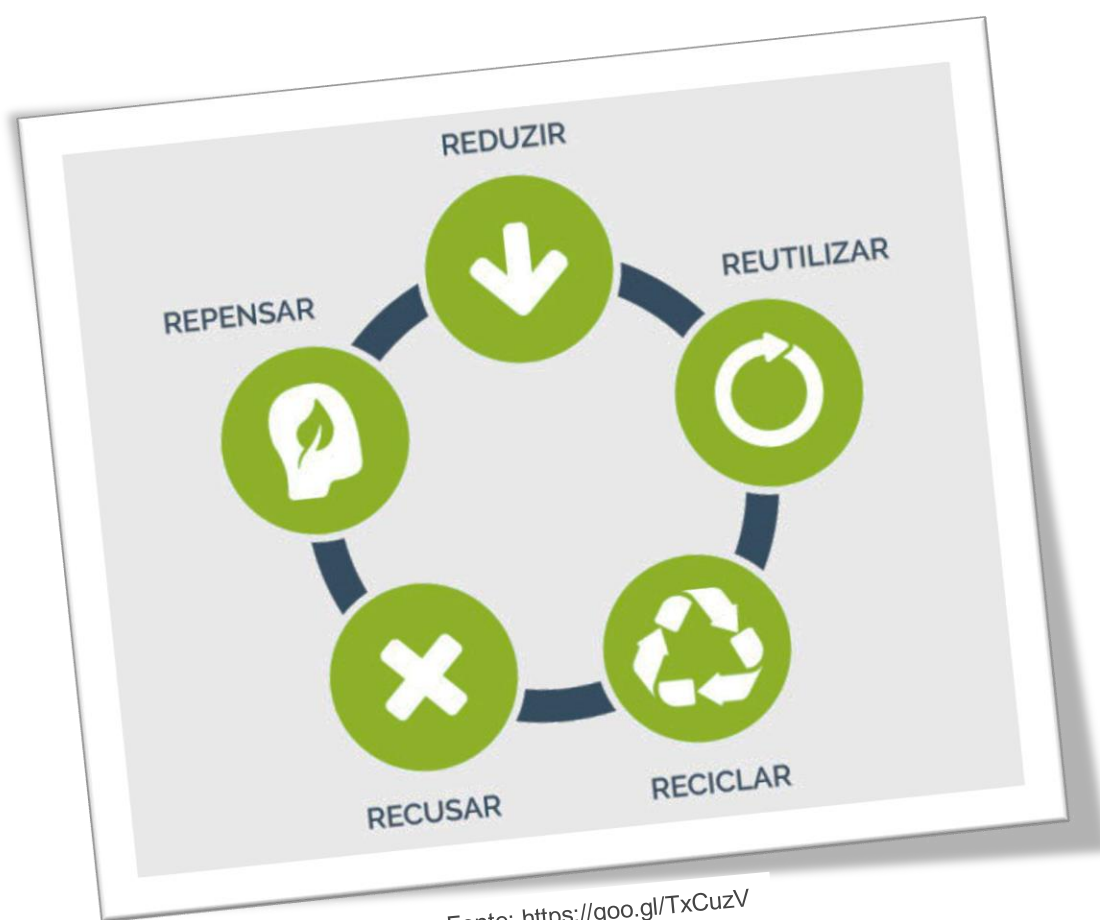 REDUZIR
REUTILIZAR
REPENSAR
RECICLAR
RECUSAR
Fonte: https://goo.gl/TxCuzV